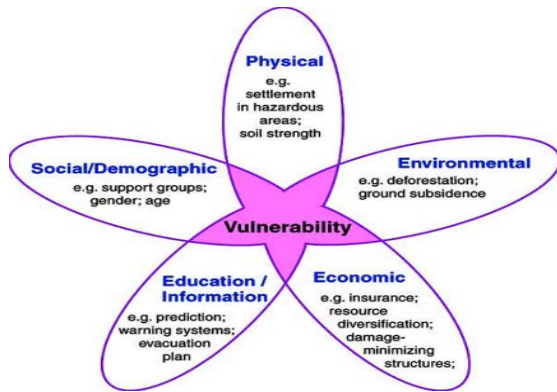 Physical
e.g.
settlement
in hazardous
areas;
soil strength
Social/Demographic
e.g. support groups;
gender; age
Environmental
e.g. deforestation;
ground subsidence
Vulnerability
Education /
Information
e.g. prediction;
warning systems;
evacuation
plan
Economic
e.g. insurance;
resource
diversification;
damage-
minimizing
structures;